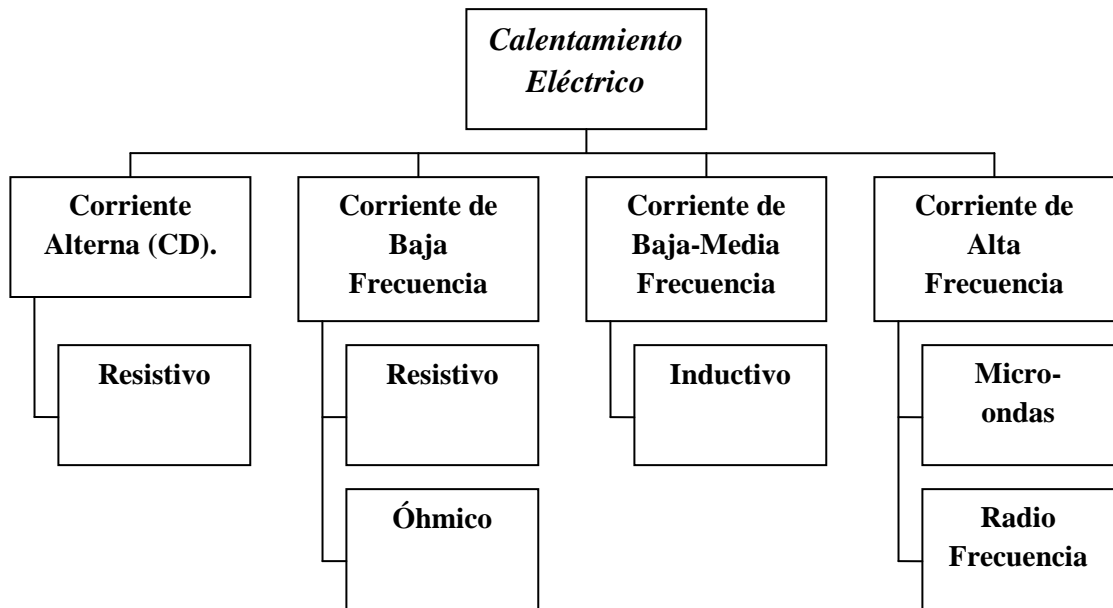 Calentamiento
Eléctrico
Corriente
Alterna (CD).
Resistivo
Corriente de
Baja
Frecuencia
Resistivo
Óhmico
Corriente de
Baja-Media
Frecuencia
Inductivo
Corriente de
Alta
Frecuencia
Micro-
ondas
Radio
Frecuencia